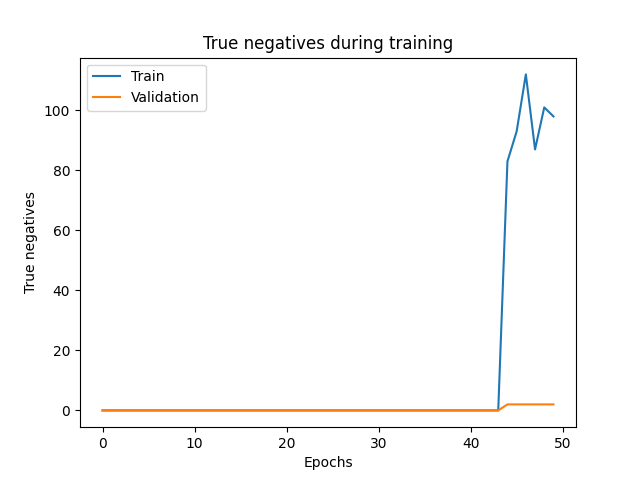 True negatives during training
Train
Validation
True negatives
100
80
60
40
20
0
0 10 20 30 40 50
Epochs